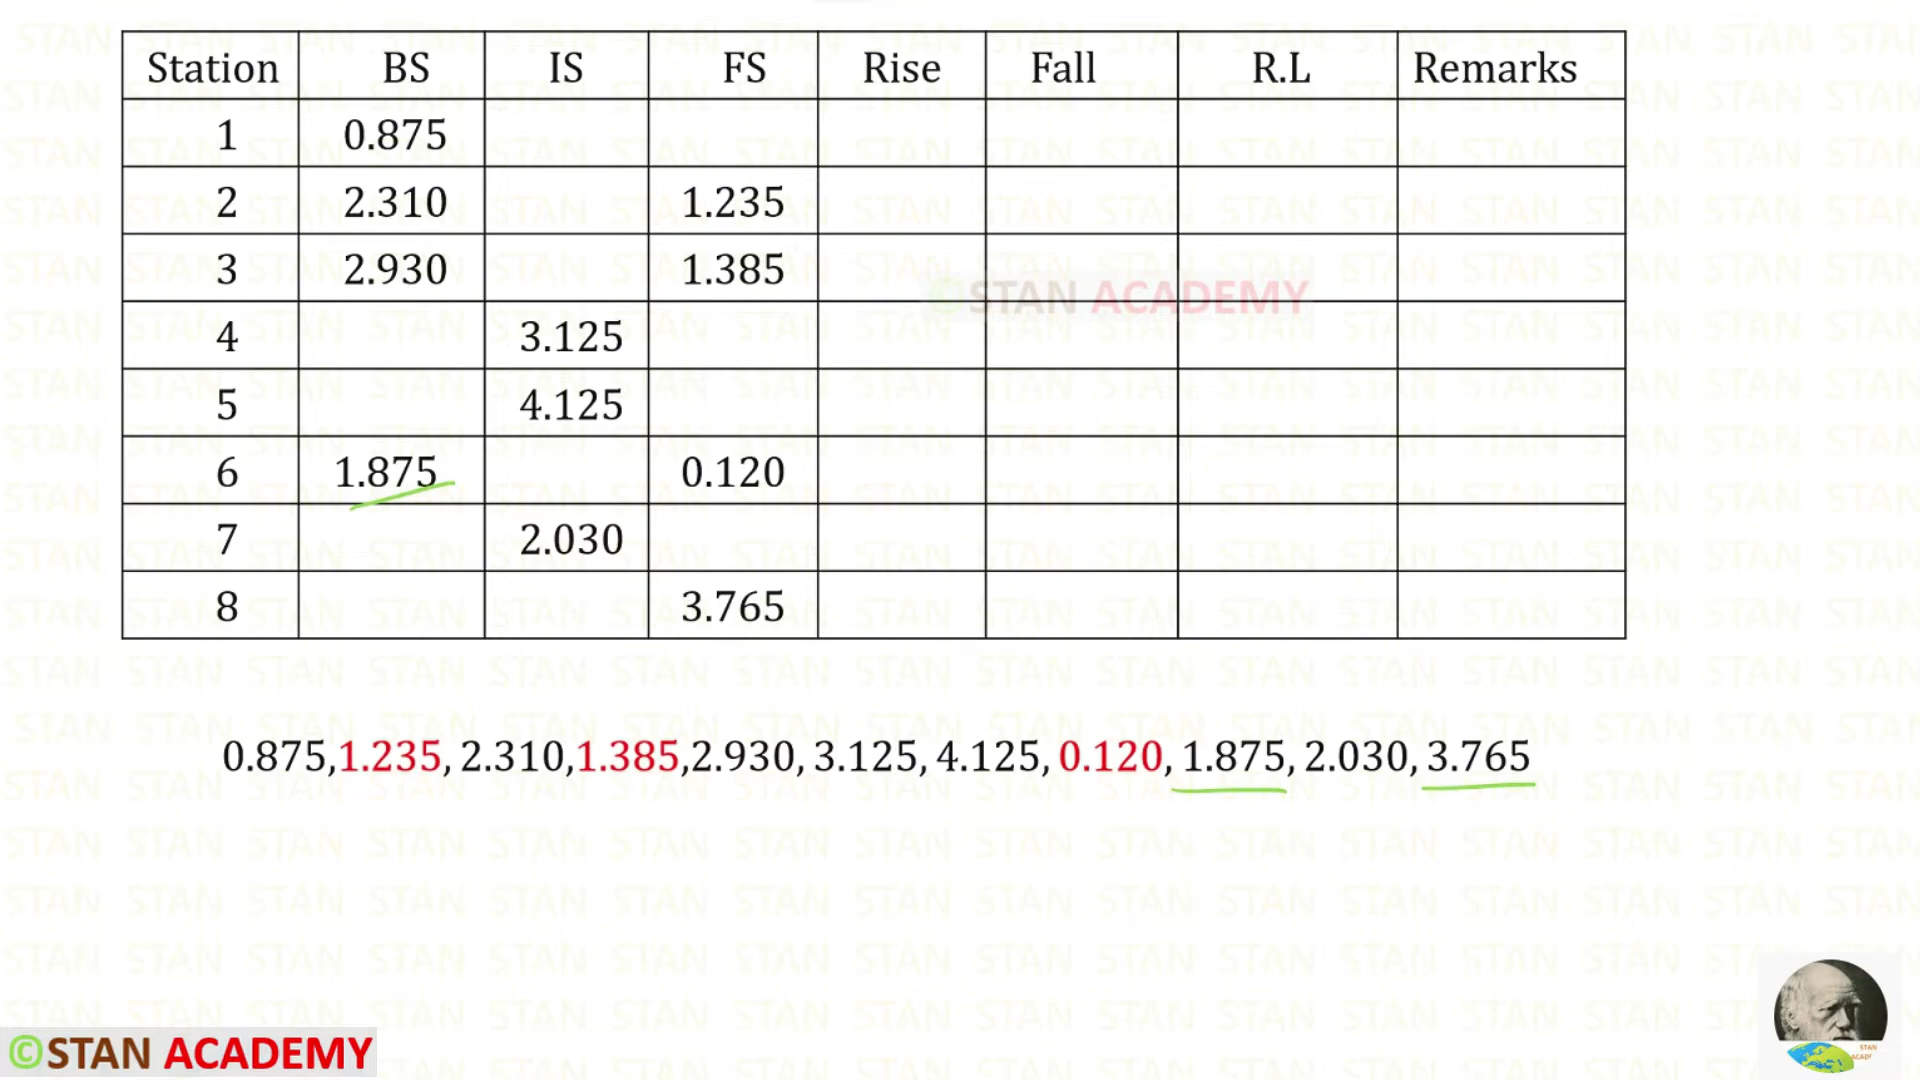 Station BS IS FS Rise Fall R.L Remarks
1 0.875
2 2.310 1.235
3 2.930 1.385
©STAN ACADEMY
4 3.125
5 4.125
6 1.875 0.120
7 2.030
8 3.765
0.875,1.235,2.310,1.385,2.930,3.125,4.125,0.120,1.875,2.030,3.765
©STAN ACADEMY